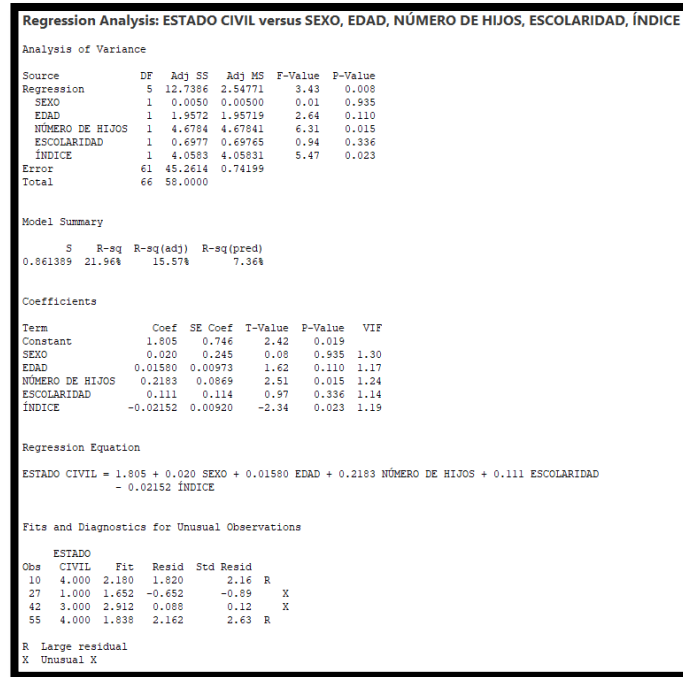 Regression Analysis: ESTADO CIVIL versus SEXO, EDAD, NÚMERO DE HIJOS, ESCOLARIDAD, ÍNDICE
Analysis of Variance
Source DF Adj SS Adj MS F-Value P-Value
Regression 5 12.7386 2.54771 3.43 0.008
SEXO 1 0.0050 0.00500 0.01 0.935
EDAD 1 1.9572 1.95719 2.64 0.110
NÚMERO DE HIJOS 1 4.6784 4.67841 6.31 0.015
ESCOLARIDAD 1 0.6977 0.69765 0.94 0.336
ÍNDICE 1 4.0583 4.05831 5.47 0.023
Error 61 45.2614 0.74199
Total 66 58.0000
Model Summary
S R-sq R-sq(adj) R-sq(pred)
0.861389 21.96% 15.57% 7.36%
Coefficients
Term Coef SE Coef T-Value P-Value VIF
Constant 1.805 0.746 2.42 0.019
SEXO 0.020 0.245 0.08 0.935 1.30
EDAD 0.01580 0.00973 1.62 0.110 1.17
NÚMERO DE HIJOS 0.2183 0.0869 2.51 0.015 1.24
ESCOLARIDAD 0.111 0.114 0.97 0.336 1.14
ÍNDICE -0.02152 0.00920 -2.34 0.023 1.19
Regression Equation
ESTADO CIVIL = 1.805 + 0.020 SEXO + 0.01580 EDAD + 0.2183 NÚMERO DE HIJOS + 0.111 ESCOLARIDAD
- 0.02152 ÍNDICE
Fits and Diagnostics for Unusual Observations
ESTADO
Obs CIVIL Fit Resid Std Resid
10 4.000 2.180 1.820 2.16 R
27 1.000 1.652 -0.652 -0.89 X
42 3.000 2.912 0.088 0.12 X
55 4.000 1.838 2.162 2.63 R
R Large residual
X Unusual X